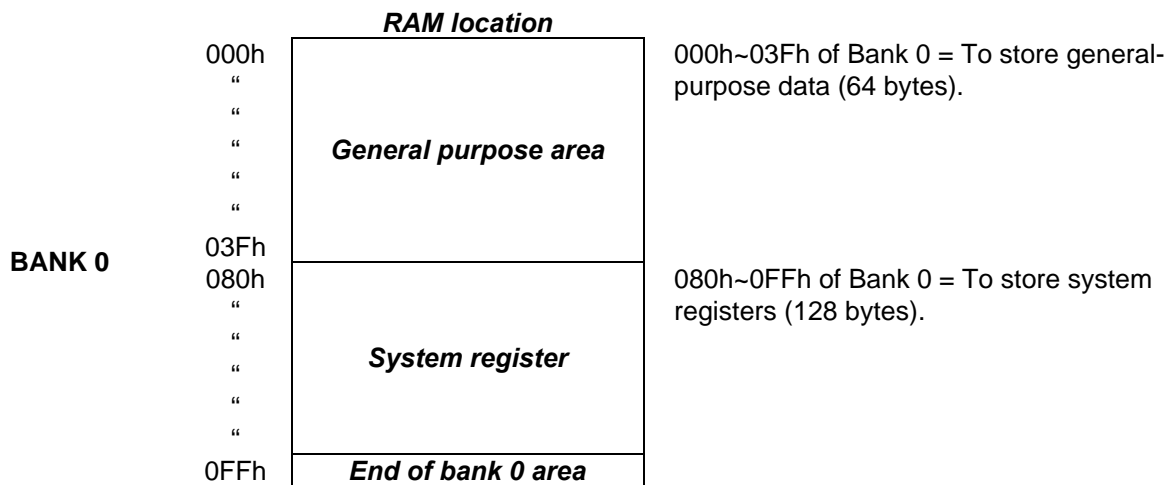 RAM location
000h
“
“
“
“
“
03Fh
General purpose area
000h~03Fh of Bank 0 = To store general-
purpose data (64 bytes).
BANK 0
080h
“
“
“
“
“
System register
080h~0FFh of Bank 0 = To store system
registers (128 bytes).
0FFh
End of bank 0 area